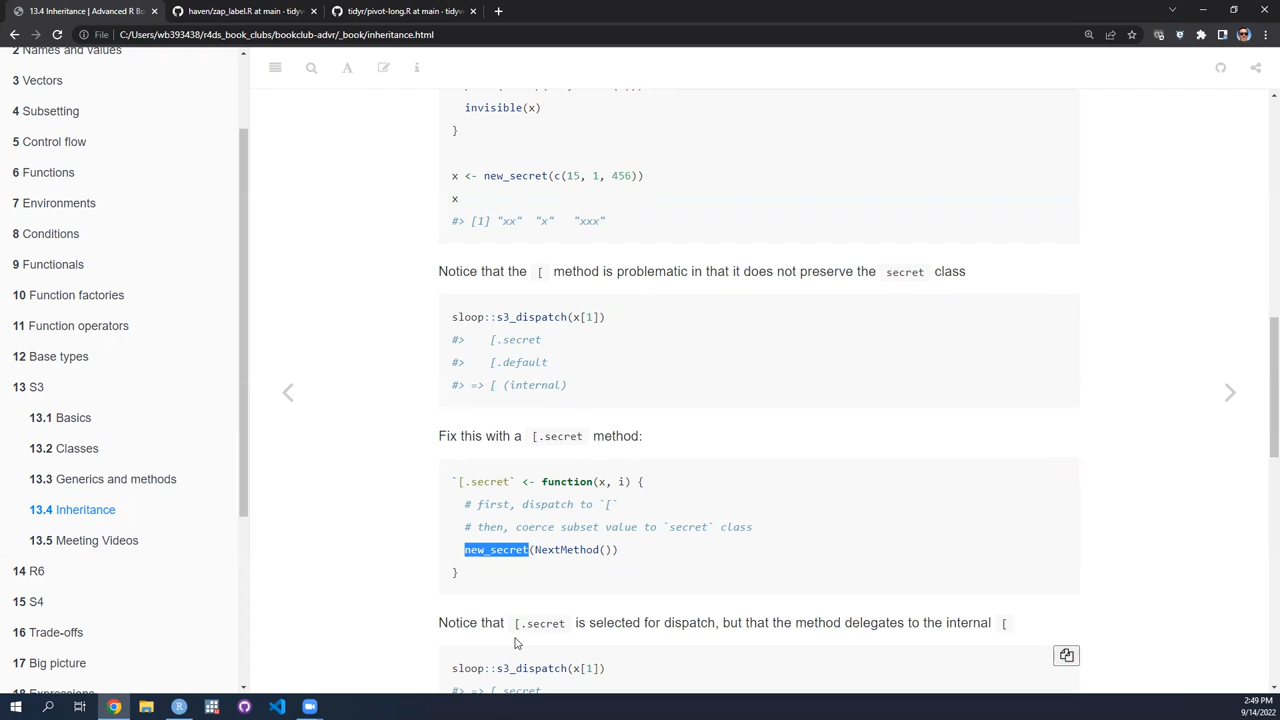 13.4 Inheritance | Advanced R Bo
haven/zap_label.R at main · tidyv
tidyr/pivot-long.R at main · tidyv
File
C:/Users/wb393438/r4ds_book_clubs/bookclub-advr/_book/inheritance.html
2 Names and Values
3 Vectors
4 Subsetting
5 Control flow
6 Functions
7 Environments
8 Conditions
9 Functionals
10 Function factories
11 Function operators
12 Base types
13 S3
13.1 Basics
13.2 Classes
13.3 Generics and methods
13.4 Inheritance
13.5 Meeting Videos
14 R6
15 S4
16 Trade-offs
17 Big picture
18 Expressions
invisible(x)
}
x <- new_secret(c(15, 1, 456))
x
#> [1] "xx"  "x"   "xxx"
Notice that the [ method is problematic in that it does not preserve the secret class
sloop::s3_dispatch(x[1])
#>    [.secret
#>    [.default
#> => [ (internal)
Fix this with a [.secret method:
`[.secret` <- function(x, i) {
# first, dispatch to `[`
# then, coerce subset value to `secret` class
new_secret(NextMethod())
}
Notice that [.secret is selected for dispatch, but that the method delegates to the internal [
sloop::s3_dispatch(x[1])
#> => [.secret
2:49 PM
9/14/2022